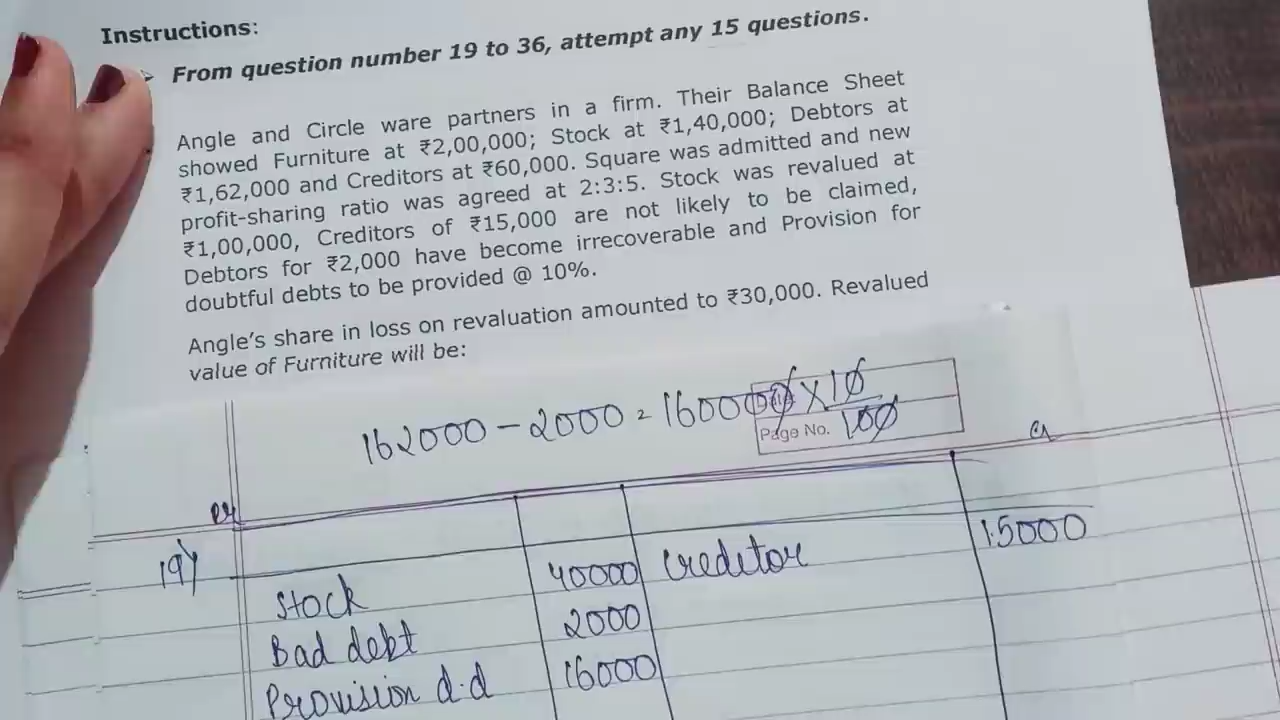 Instructions:
From question number 19 to 36, attempt any 15 questions.
Angle and Circle ware partners in a firm. Their Balance Sheet
showed Furniture at ₹2,00,000; Stock at ₹1,40,000; Debtors at
₹1,62,000 and Creditors at ₹60,000. Square was admitted and new
profit-sharing ratio was agreed at 2:3:5. Stock was revalued at
₹1,00,000, Creditors of ₹15,000 are not likely to be claimed,
Debtors for ₹2,000 have become irrecoverable and Provision for
doubtful debts to be provided @ 10%.
Angle's share in loss on revaluation amounted to ₹30,000. Revalued
value of Furniture will be:
162000 - 2000 = 160000 x 10
Page No. 100
19)
Stock 40000 Creditor 15000
Bad debt 2000
Provision d.d 16000